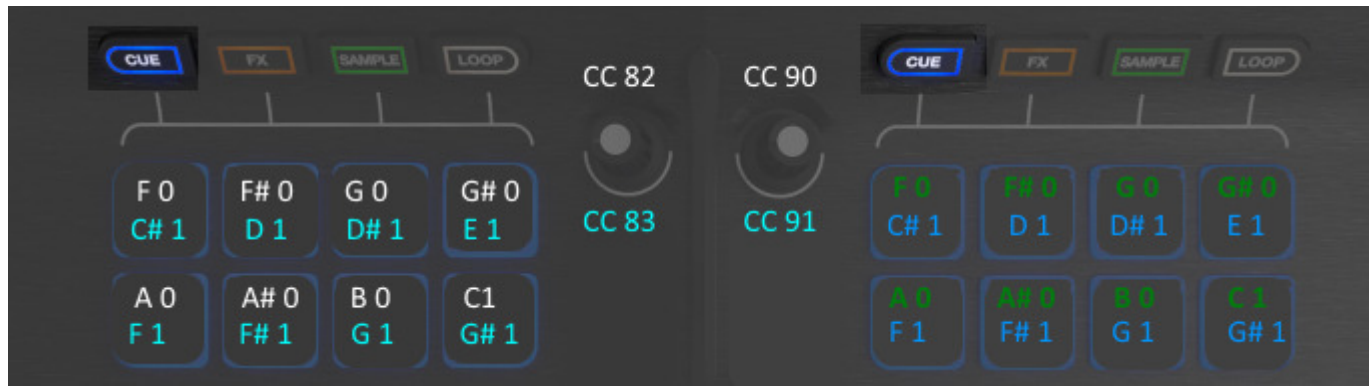 CUE FX SAMPLE LOOP
CC 82 CC 90
CUE FX SAMPLE LOOP
F 0 F# 0 G 0 G# 0
C# 1 D 1 D# 1 E 1
CC 83 CC 91
F 0 F# 0 G 0 G# 0
C# 1 D 1 D# 1 E 1
A 0 A# 0 B 0 C1
F 1 F# 1 G 1 G# 1
A 0 A# 0 B 0 C 1
F 1 F# 1 G 1 G# 1